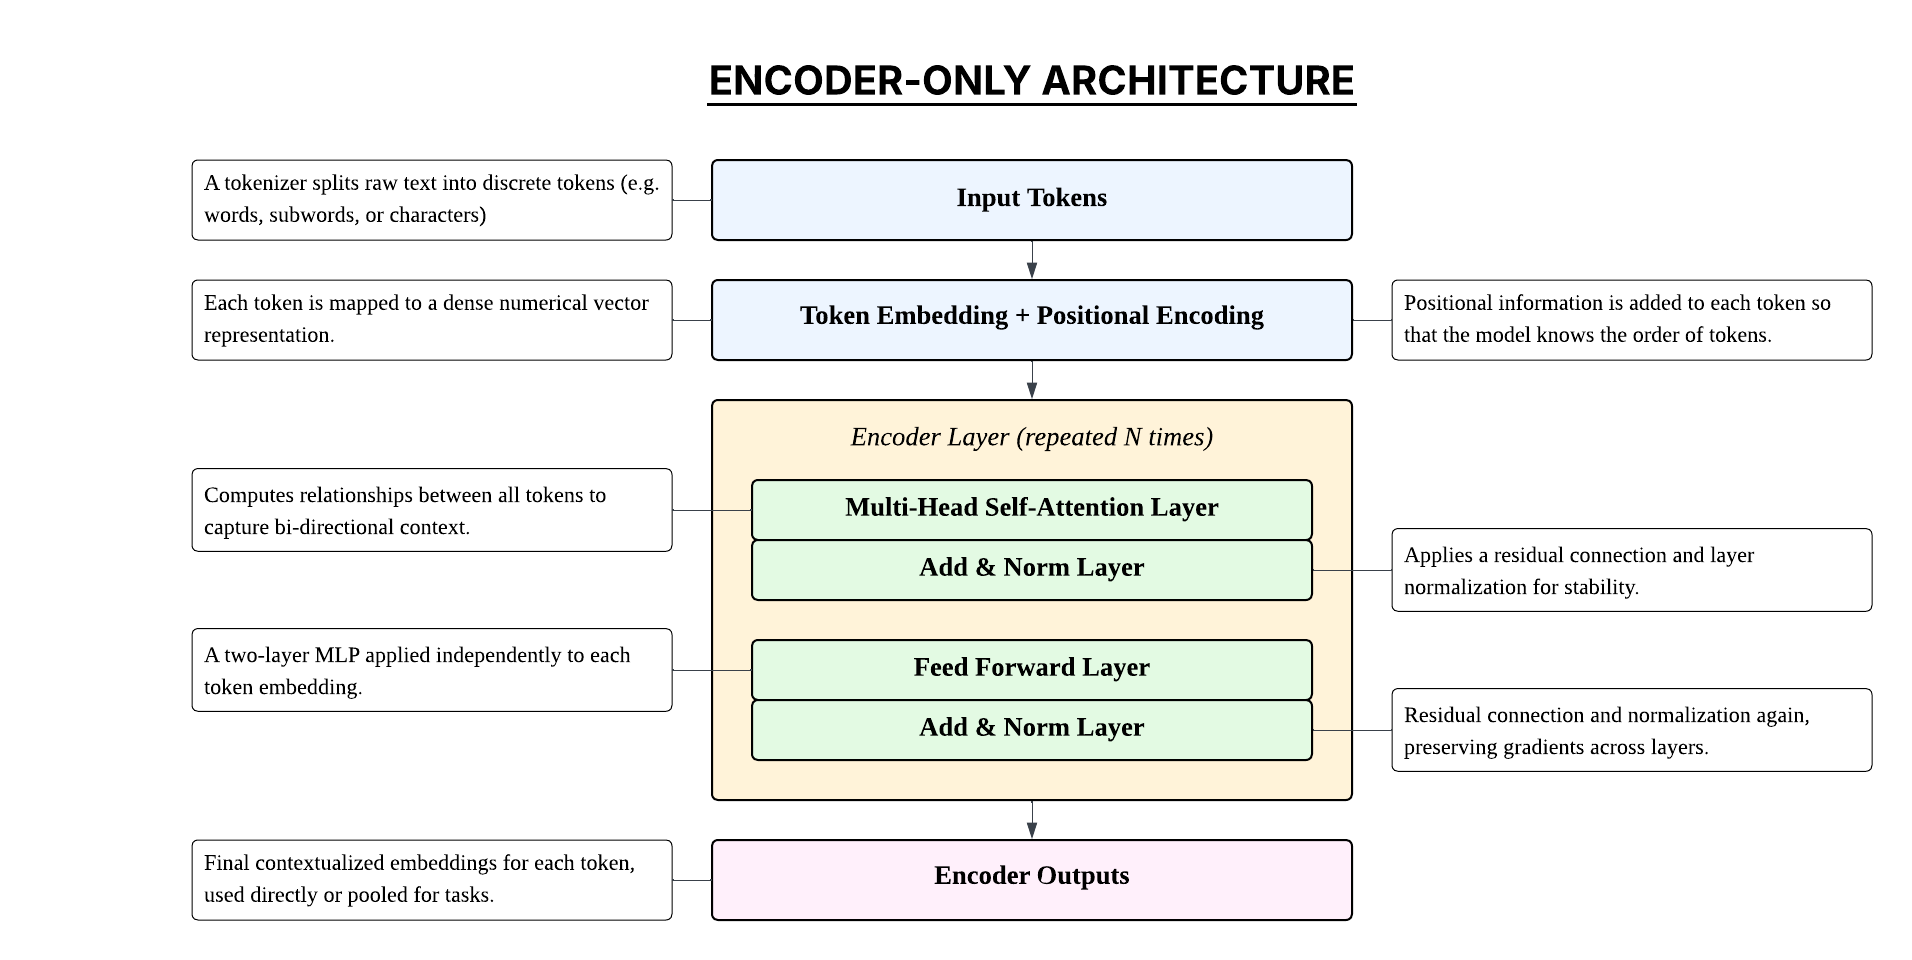 ENCODER-ONLY ARCHITECTURE
A tokenizer splits raw text into discrete tokens (e.g.
words, subwords, or characters)
Input Tokens
Each token is mapped to a dense numerical vector
representation.
Token Embedding + Positional Encoding
Positional information is added to each token so
that the model knows the order of tokens.
Encoder Layer (repeated N times)
Computes relationships between all tokens to
capture bi-directional context.
Multi-Head Self-Attention Layer
Add & Norm Layer
Applies a residual connection and layer
normalization for stability.
A two-layer MLP applied independently to each
token embedding.
Feed Forward Layer
Add & Norm Layer
Residual connection and normalization again,
preserving gradients across layers.
Final contextualized embeddings for each token,
used directly or pooled for tasks.
Encoder Outputs